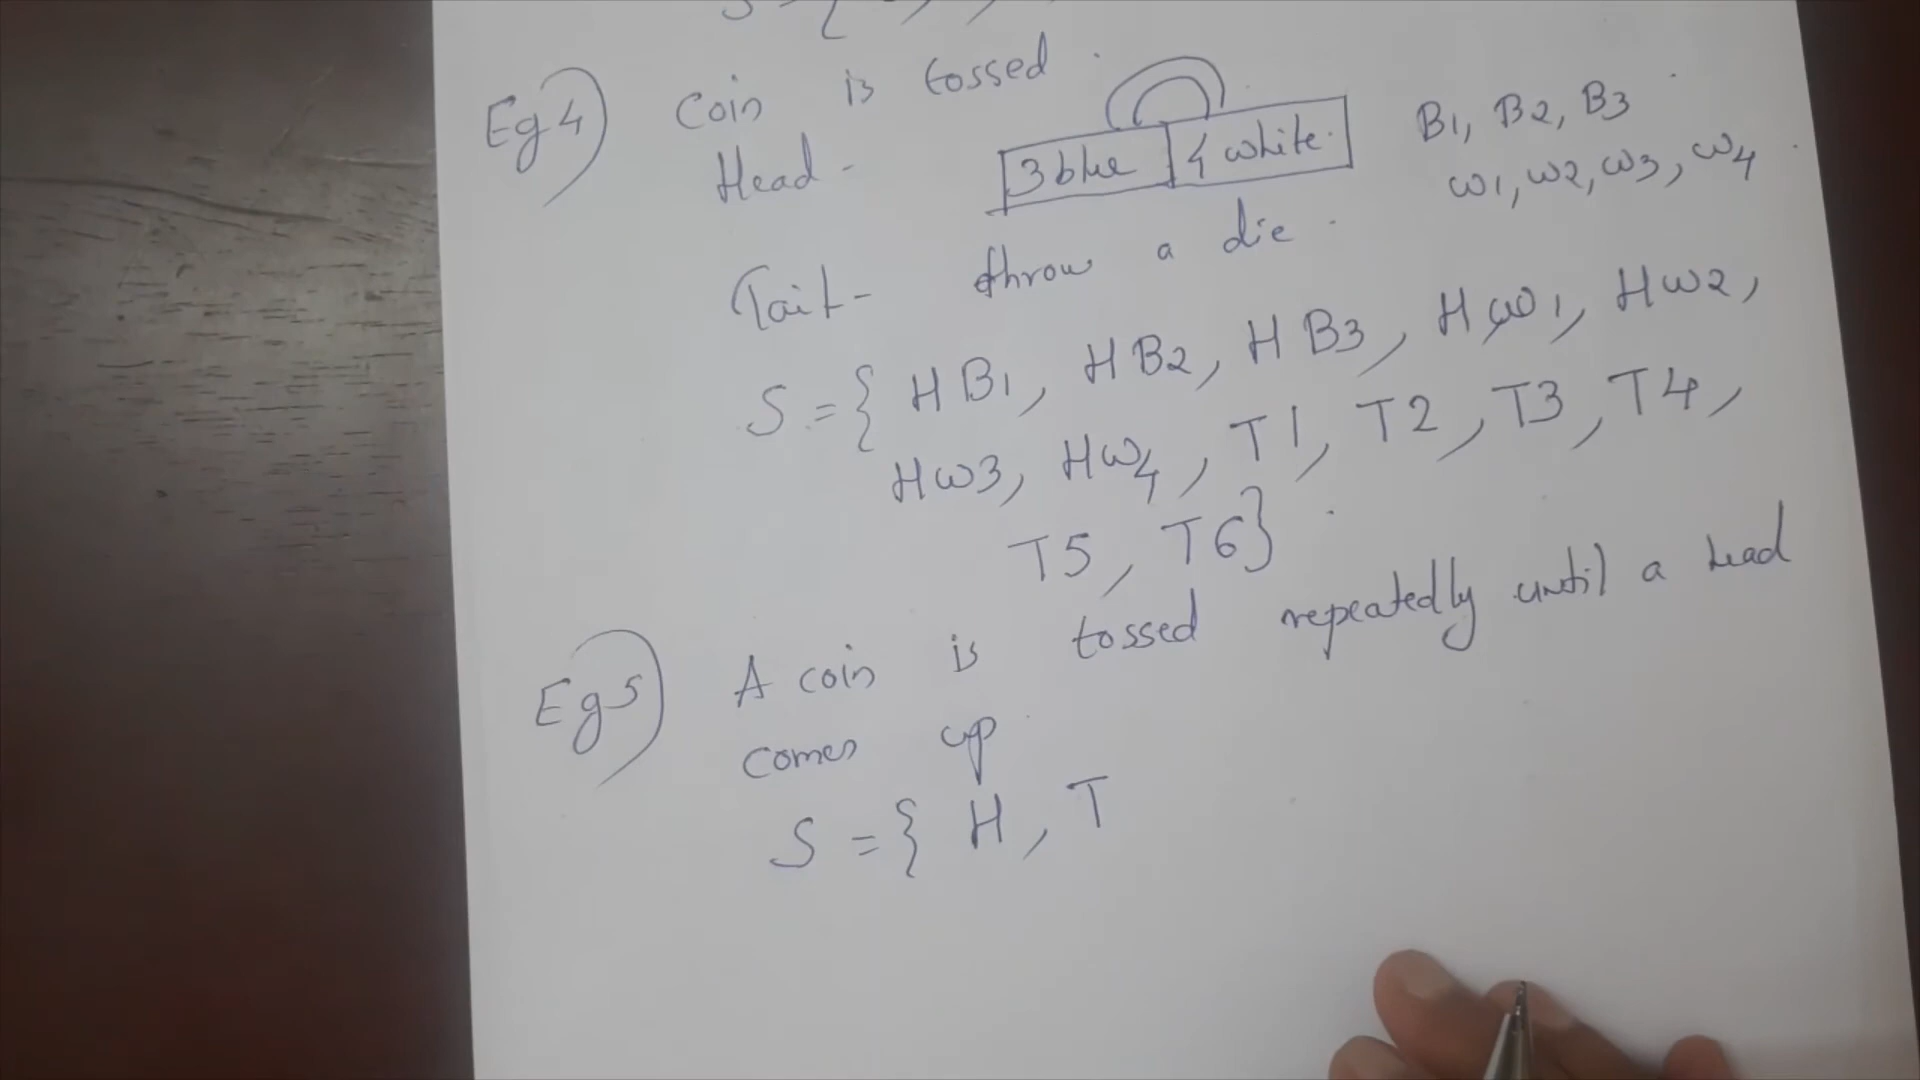 S = {
Eg 4) Coin is tossed.
Head - 3 blue 4 white. B1, B2, B3
w1, w2, w3, w4
Tail - throw a die.
S = { HB1, HB2, HB3, Hw1, Hw2,
Hw3, Hw4, T1, T2, T3, T4,
T5, T6}.
Eg 5) A coin is tossed repeatedly until a head
comes up
S = { H, T